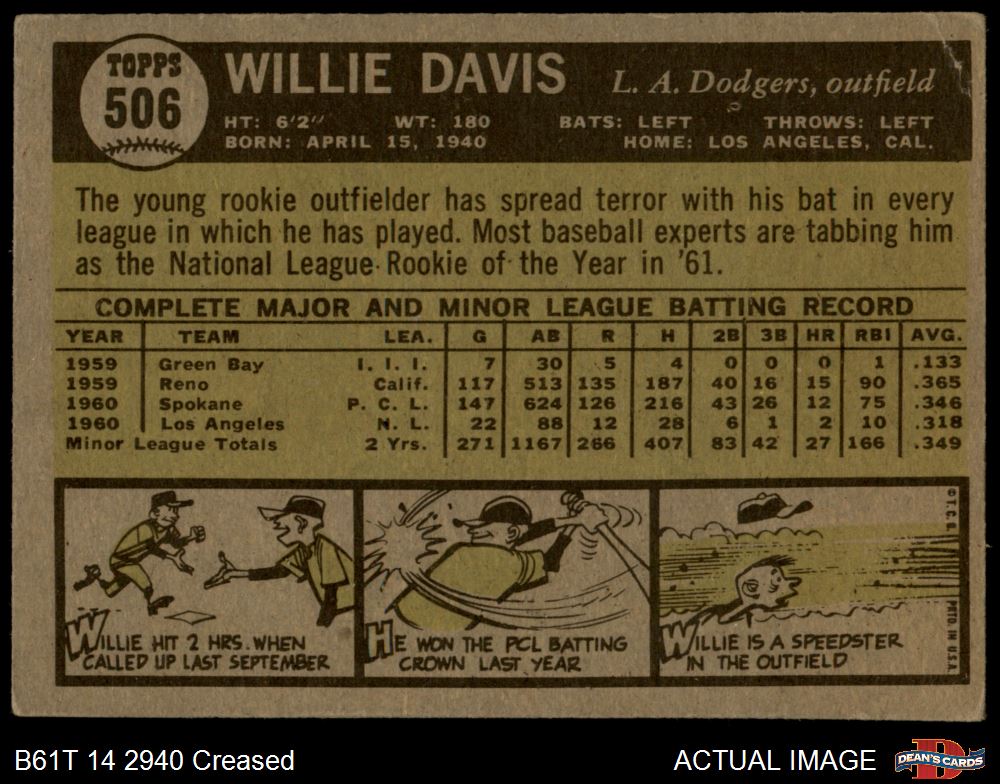 TOPPS
506
WILLIE DAVIS
L. A. Dodgers, outfield
HT: 6'2" WT: 180 BATS: LEFT THROWS: LEFT
BORN: APRIL 15, 1940 HOME: LOS ANGELES, CAL.
The young rookie outfielder has spread terror with his bat in every
league in which he has played. Most baseball experts are tabbing him
as the National League Rookie of the Year in '61.
COMPLETE MAJOR AND MINOR LEAGUE BATTING RECORD
YEAR TEAM LEA. G AB R H 2B 3B HR RBI AVG.
1959 Green Bay I. I. I. 7 30 5 4 0 0 0 1 .133
1959 Reno Calif. 117 513 135 187 40 16 15 90 .365
1960 Spokane P. C. L. 147 624 126 216 43 26 12 75 .346
1960 Los Angeles N. L. 22 88 12 28 6 1 2 10 .318
Minor League Totals 2 Yrs. 271 1167 266 407 83 42 27 166 .349
WILLIE HIT 2 HRS. WHEN
CALLED UP LAST SEPTEMBER
HE WON THE PCL BATTING
CROWN LAST YEAR
WILLIE IS A SPEEDSTER
IN THE OUTFIELD
© T. C. G.
PRTD. IN U.S.A.
B61T 14 2940 Creased
ACTUAL IMAGE
DEAN'S CARDS